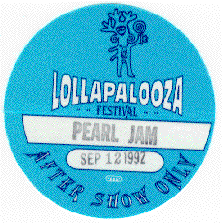 LOLLAPALOOZA
FESTIVAL
PEARL JAM
SEP 12 1992
AFTER SHOW ONLY